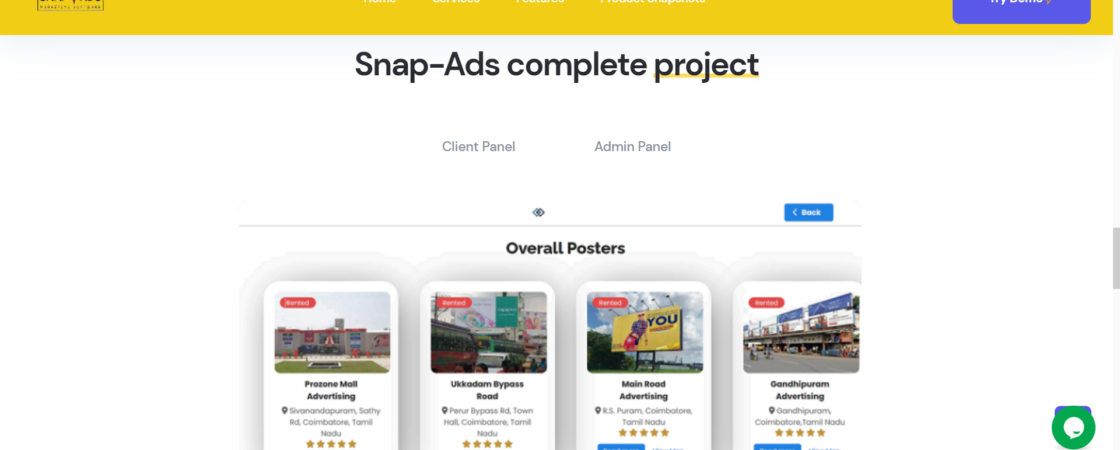 Home Services Features Product Snapshots Try Demo
Snap-Ads complete project
Client Panel Admin Panel
Back
Overall Posters
Rented Rented Rented Rented
YOU
Prozone Mall
Advertising
Sivanandapuram, Sathy
Rd, Coimbatore, Tamil
Nadu
Ukkadam Bypass
Road
Perur Bypass Rd, Town
Hall, Coimbatore, Tamil
Nadu
Main Road
Advertising
R.S. Puram, Coimbatore,
Tamil Nadu
Gandhipuram
Advertising
Gandhipuram,
Coimbatore,Tamil Nadu